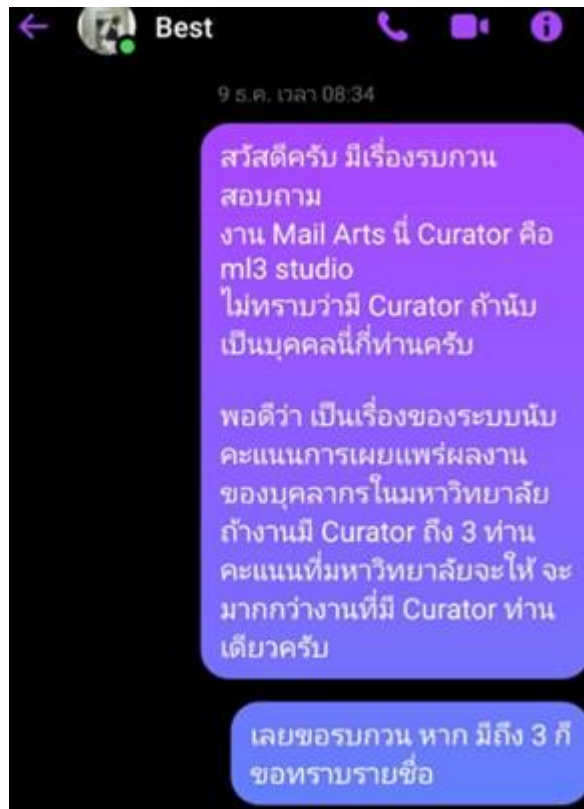 Best
9 ธ.ค. เวลา 08:34
สวัสดีครับ มีเรื่องรบกวน
สอบถาม
งาน Mail Arts นี่ Curator คือ
ml3 studio
ไม่ทราบว่ามี Curator ถ้านับ
เป็นบุคคลนี่กี่ท่านครับ
พอดีว่า เป็นเรื่องของระบบนับ
คะแนนการเผยแพร่ผลงาน
ของบุคลากรในมหาวิทยาลัย
ถ้างานมี Curator ถึง 3 ท่าน
คะแนนที่มหาวิทยาลัยจะให้ จะ
มากกว่างานที่มี Curator ท่าน
เดียวครับ
เลยขอรบกวน หาก มีถึง 3 ก็
ขอทราบรายชื่อ